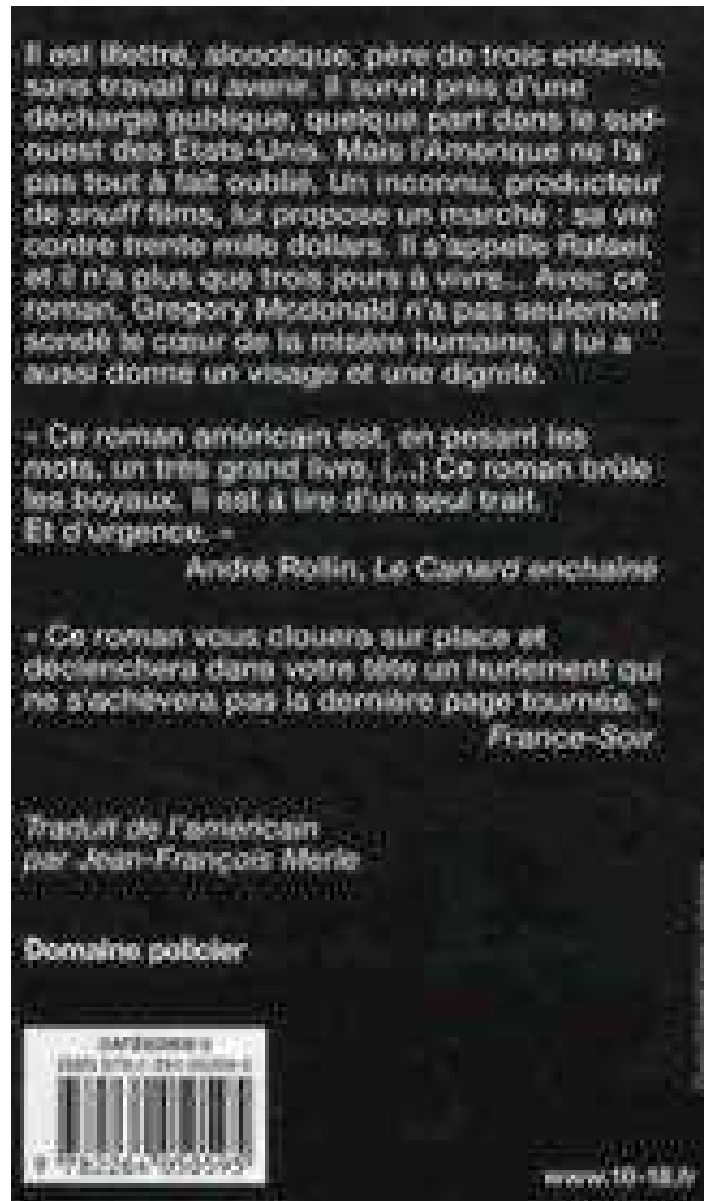 Il est illettré, alcoolique, père de trois enfants,
sans travail ni avenir. Il survit près d'une
décharge publique, quelque part dans le sud-
ouest des Etats-Unis. Mais l'Amérique ne l'a
pas tout à fait oublié. Un inconnu, producteur
de snuff films, lui propose un marché : sa vie
contre trente mille dollars. Il s'appelle Rafael,
et il n'a plus que trois jours à vivre... Avec ce
roman, Gregory Mcdonald n'a pas seulement
sondé le cœur de la misère humaine, il lui a
aussi donné un visage et une dignité.
« Ce roman américain est, en pesant les
mots, un très grand livre. [...] Ce roman brûle
les boyaux. Il est à lire d'un seul trait.
Et d'urgence. »
André Rollin, Le Canard enchaîné
« Ce roman vous clouera sur place et
déclenchera dans votre tête un hurlement qui
ne s'achèvera pas la dernière page tournée. »
France-Soir
Traduit de l'américain
par Jean-François Merle
Domaine policier
ISBN
www.10-18.fr